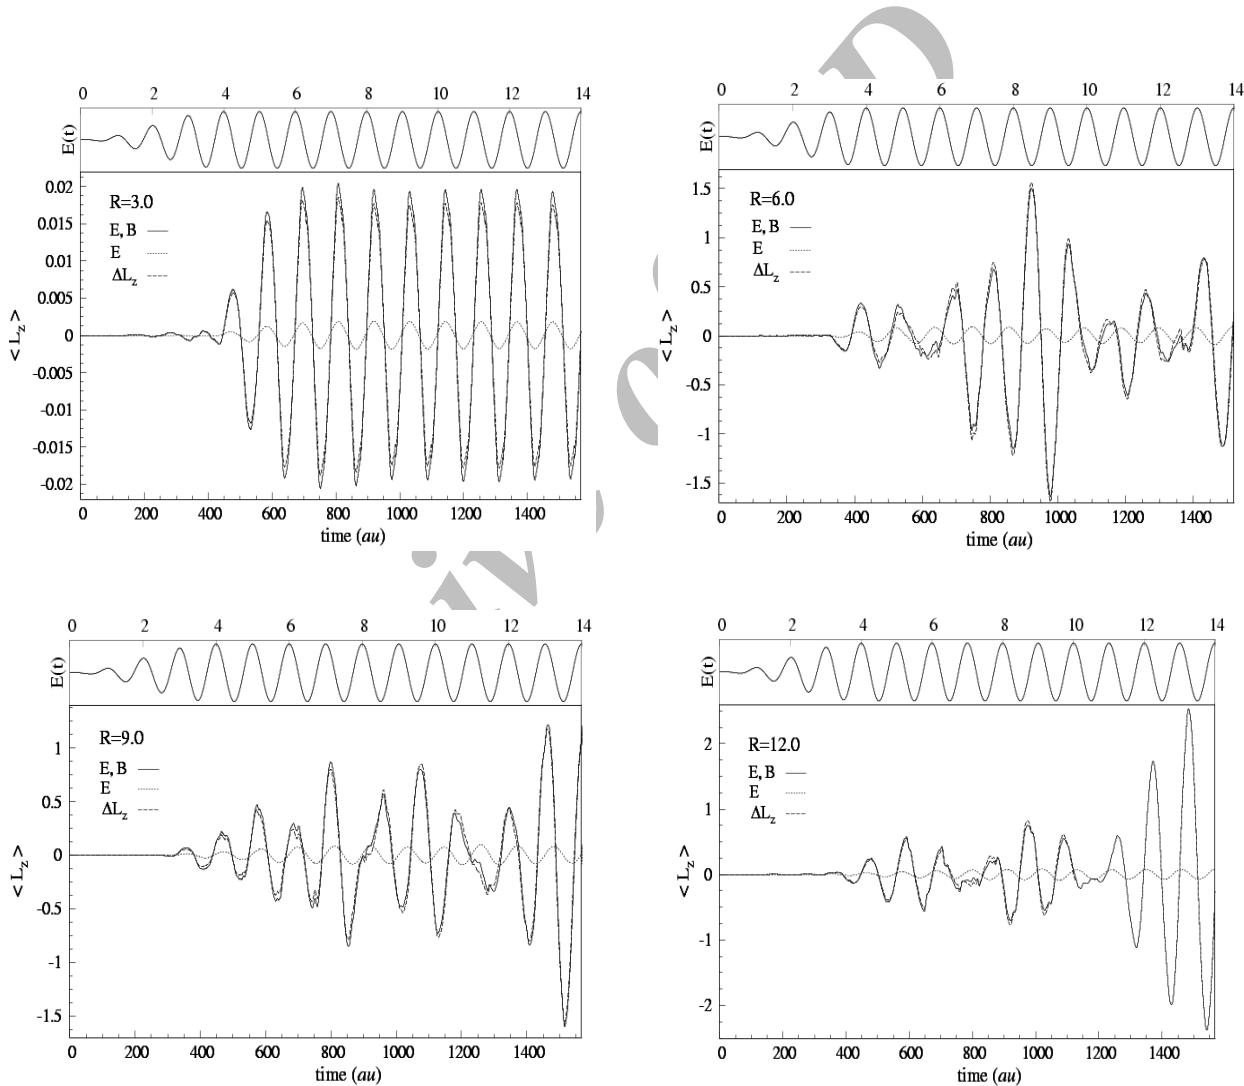 0 2 4 6 8 10 12 14
E(t)
0.02
0.015
0.01
0.005
0
-0.005
-0.01
-0.015
-0.02
R=3.0
E, B
E
ΔL_z
< L_z >
0 200 400 600 800 1000 1200 1400
time (au)
0 2 4 6 8 10 12 14
E(t)
1.5
1
0.5
0
-0.5
-1
-1.5
R=6.0
E, B
E
ΔL_z
< L_z >
0 200 400 600 800 1000 1200 1400
time (au)
0 2 4 6 8 10 12 14
E(t)
1
0.5
0
-0.5
-1
-1.5
R=9.0
E, B
E
ΔL_z
< L_z >
0 200 400 600 800 1000 1200 1400
time (au)
0 2 4 6 8 10 12 14
E(t)
2
1
0
-1
-2
R=12.0
E, B
E
ΔL_z
< L_z >
0 200 400 600 800 1000 1200 1400
time (au)